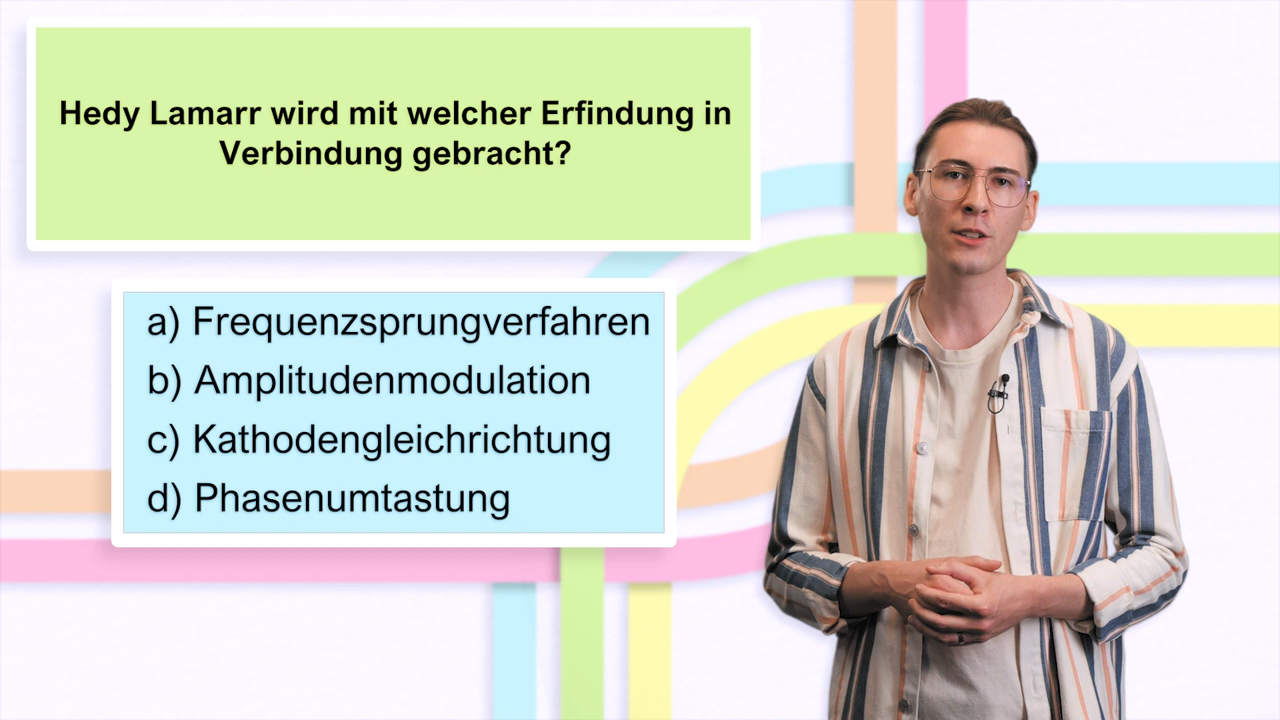 Hedy Lamarr wird mit welcher Erfindung in
Verbindung gebracht?
a) Frequenzsprungverfahren
b) Amplitudenmodulation
c) Kathodengleichrichtung
d) Phasenumtastung